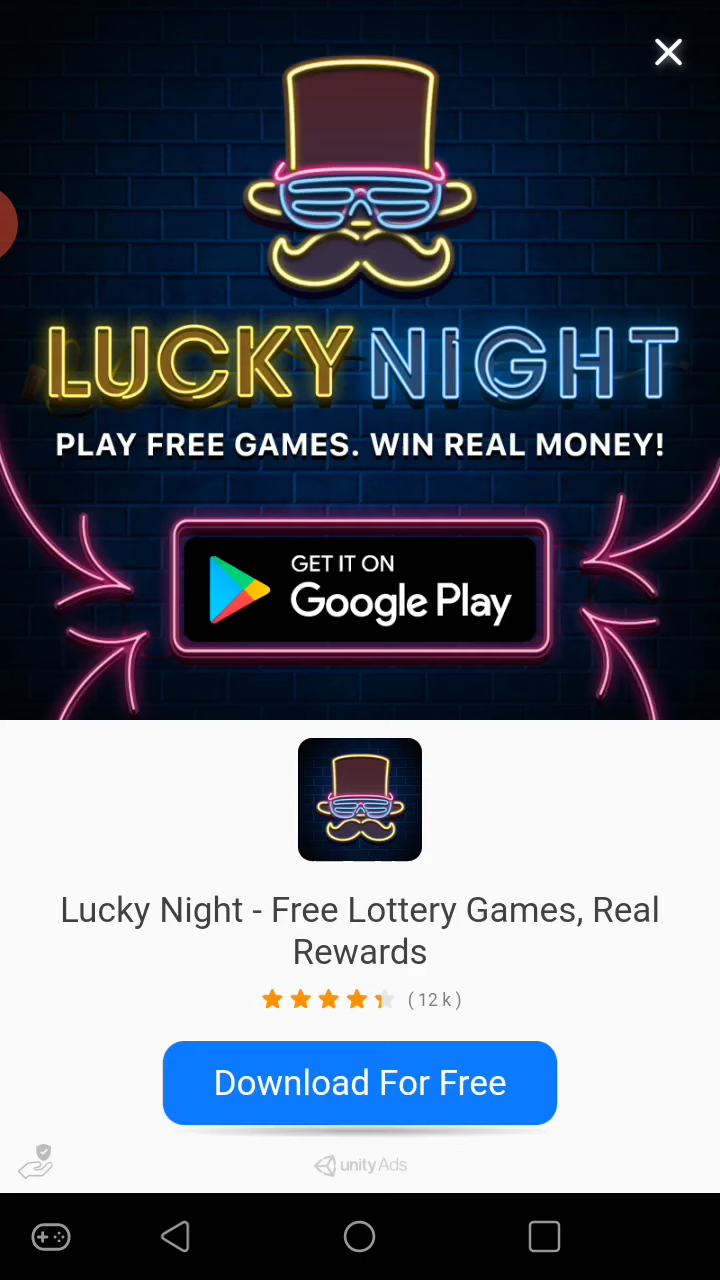 LUCKY NIGHT
PLAY FREE GAMES. WIN REAL MONEY!
GET IT ON
Google Play
Lucky Night - Free Lottery Games, Real
Rewards
( 12 k )
Download For Free
unity Ads